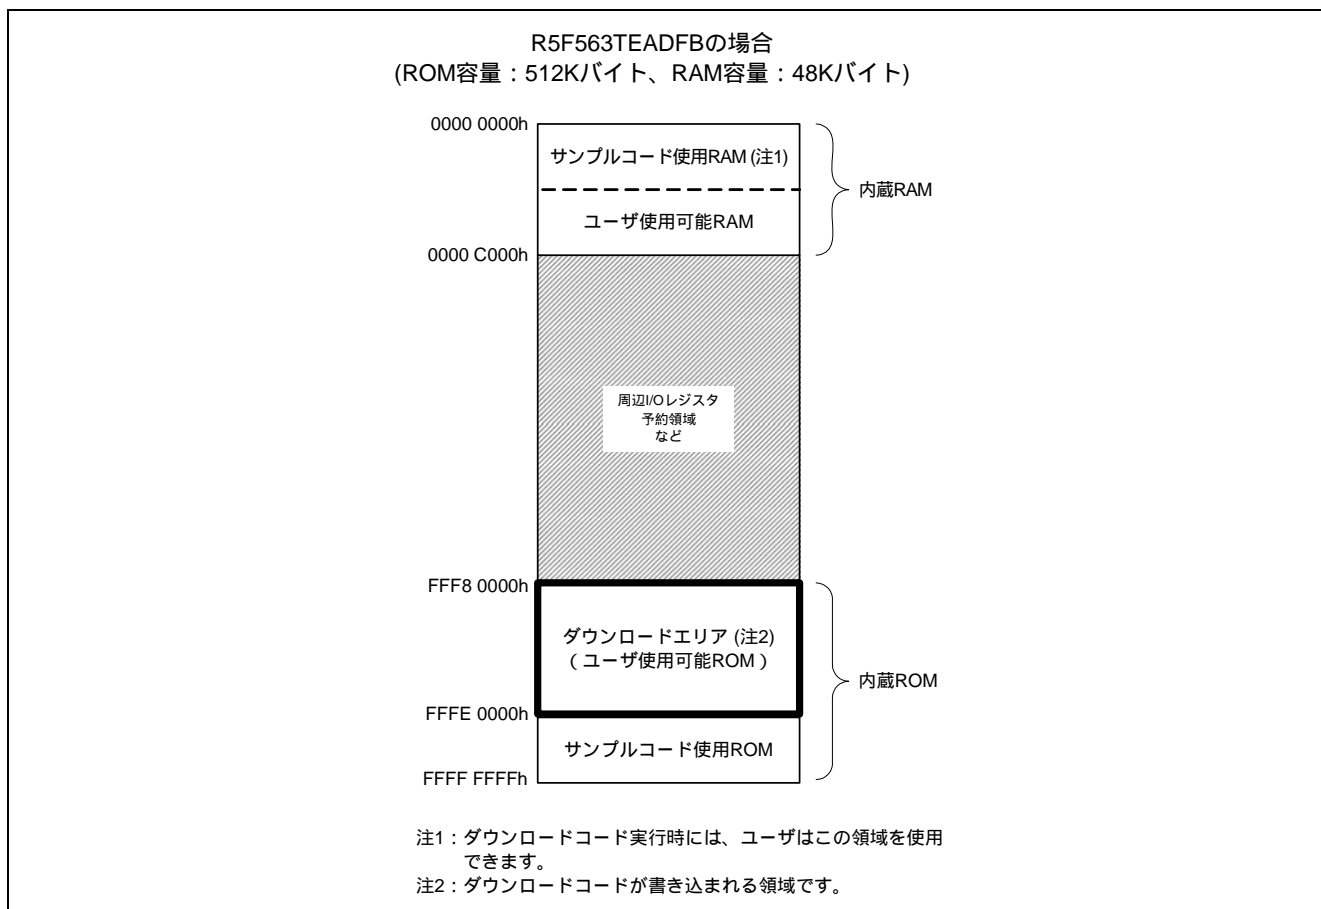 R5F563TEADFBの場合
(ROM容量：512Kバイト、RAM容量：48Kバイト)
0000 0000h
サンプルコード使用RAM (注1)
内蔵RAM
ユーザ使用可能RAM
0000 C000h
周辺I/Oレジスタ
予約領域
など
FFF8 0000h
ダウンロードエリア (注2)
（ユーザ使用可能ROM）
内蔵ROM
FFFE 0000h
サンプルコード使用ROM
FFFF FFFFh
注1：ダウンロードコード実行時には、ユーザはこの領域を使用
できます。
注2：ダウンロードコードが書き込まれる領域です。